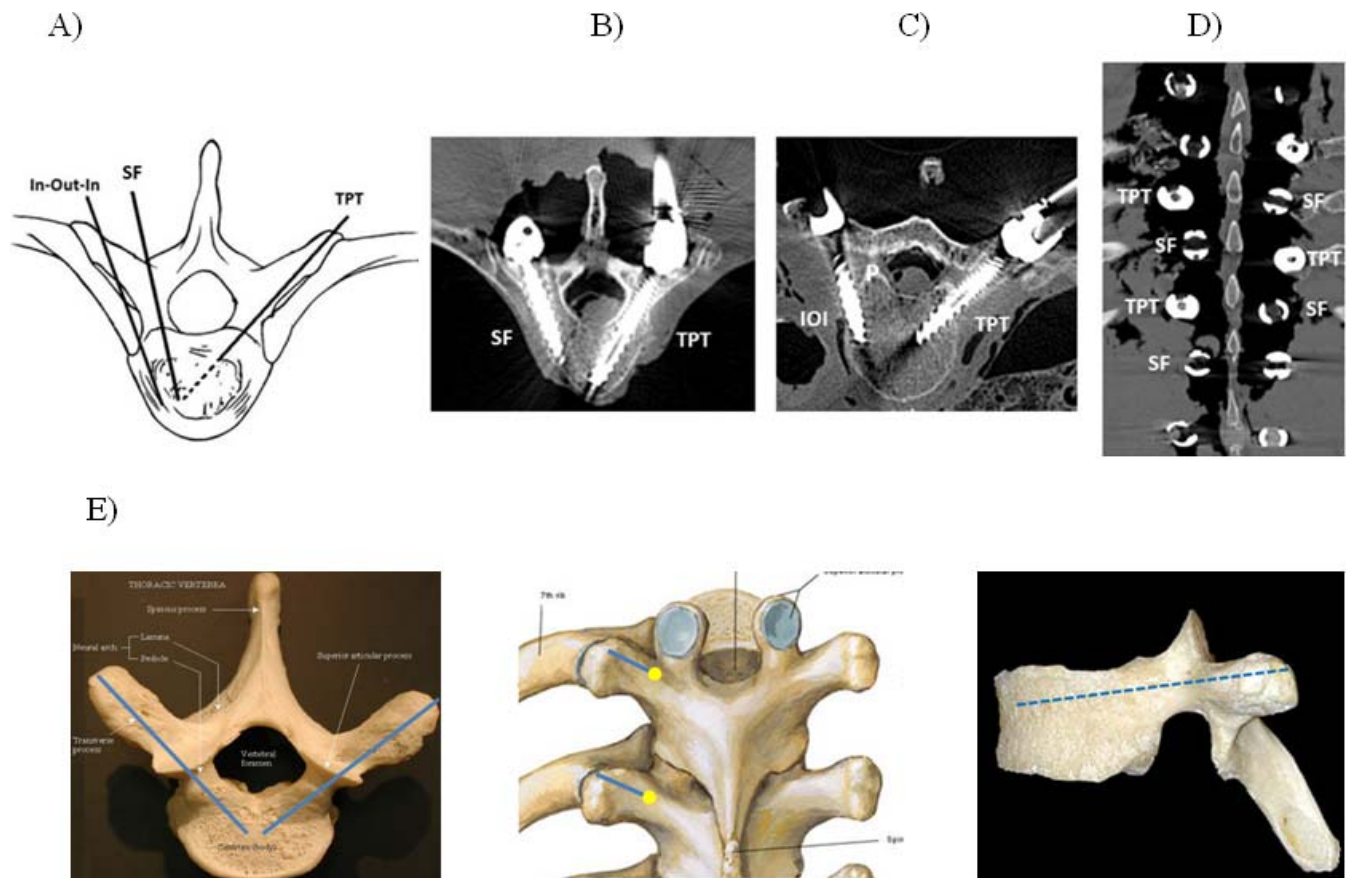 A)
B)
C)
D)
In-Out-In
SF
TPT
SF
TPT
P
IOI
TPT
TPT
SF
SF
TPT
TPT
SF
SF
E)
THORACIC VERTEBRA
Spinous process
Lamina
Neural arch
Pedicle
Superior articular process
Transverse process
Vertebral foramen
7th rib